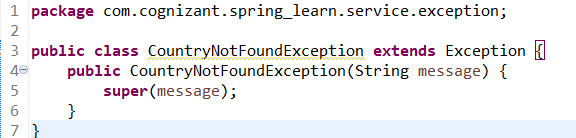 1 package com.cognizant.spring_learn.service.exception;
2
3 public class CountryNotFoundException extends Exception {
4 public CountryNotFoundException(String message) {
5 super(message);
6 }
7 }